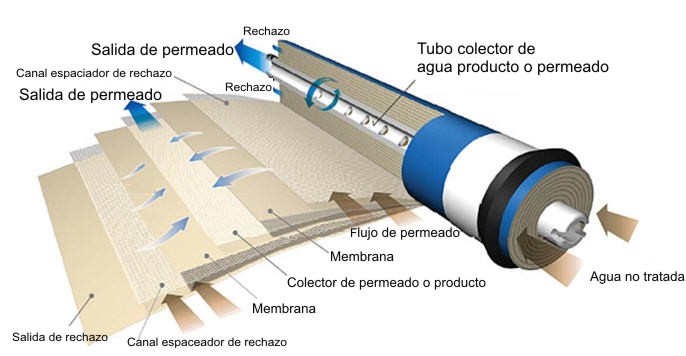 Rechazo
Salida de permeado
Tubo colector de
agua producto o permeado
Canal espaciador de rechazo
Rechazo
Salida de permeado
Flujo de permeado
Membrana
Agua no tratada
Colector de permeado o producto
Membrana
Salida de rechazo
Canal espaceador de rechazo